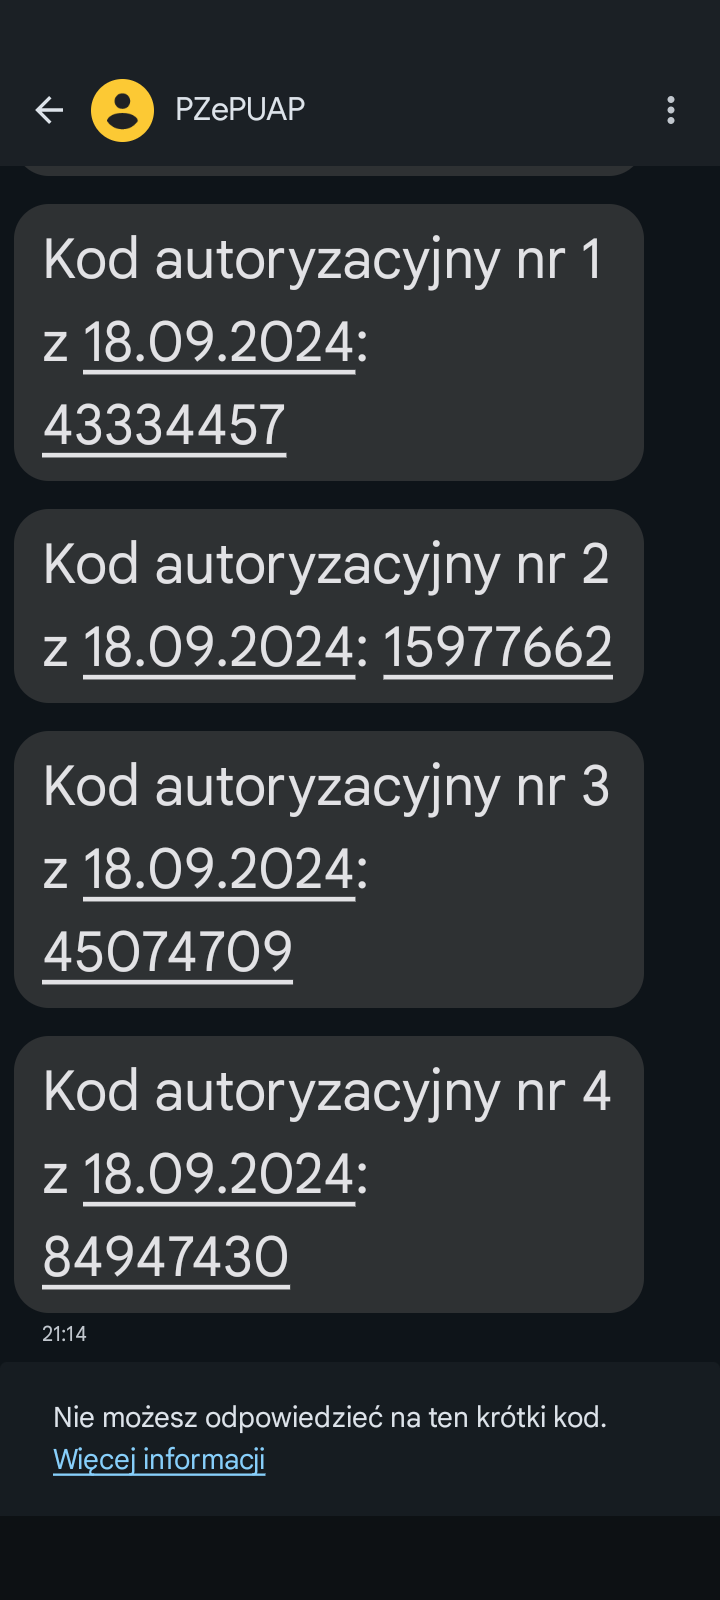 PZePUAP
Kod autoryzacyjny nr 1
z 18.09.2024:
43334457
Kod autoryzacyjny nr 2
z 18.09.2024: 15977662
Kod autoryzacyjny nr 3
z 18.09.2024:
45074709
Kod autoryzacyjny nr 4
z 18.09.2024:
84947430
21:14
Nie możesz odpowiedzieć na ten krótki kod.
Więcej informacji